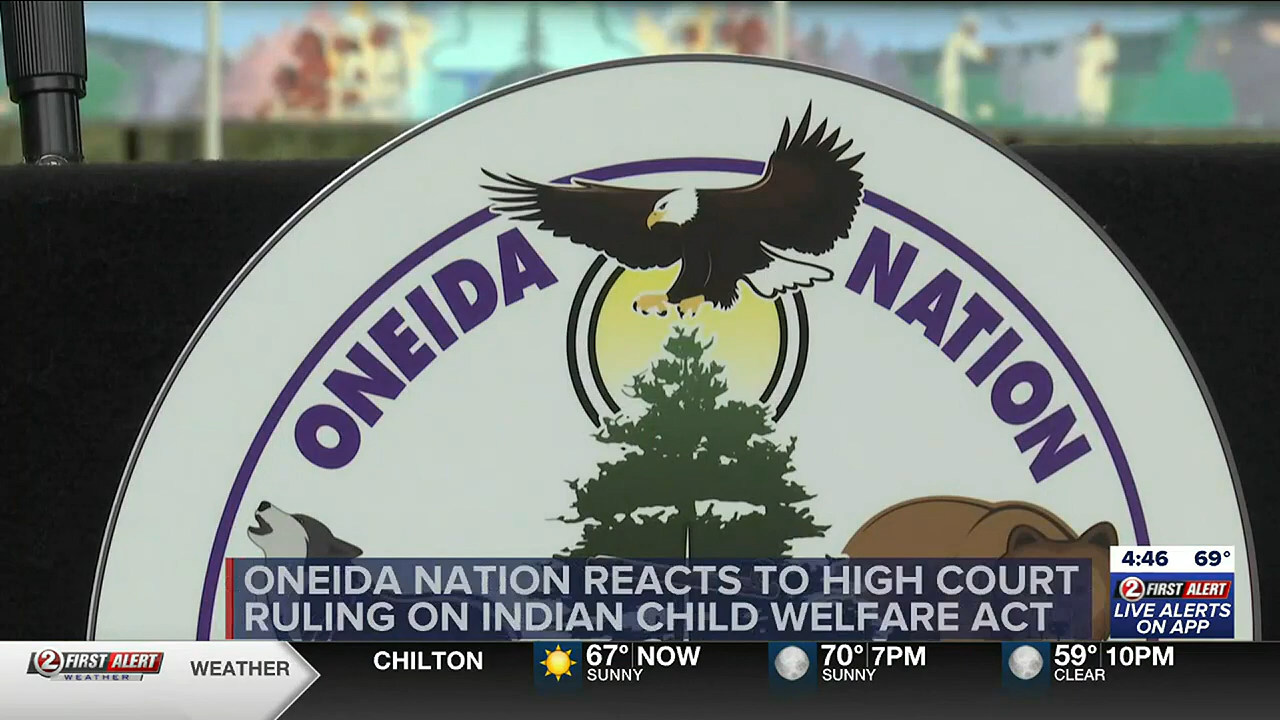 ONEIDA NATION
ONEIDA NATION REACTS TO HIGH COURT
RULING ON INDIAN CHILD WELFARE ACT
4:46 69°
2 FIRST ALERT
LIVE ALERTS
ON APP
2 FIRST ALERT
WEATHER
WEATHER
CHILTON
67° NOW
SUNNY
70° 7PM
SUNNY
59° 10PM
CLEAR